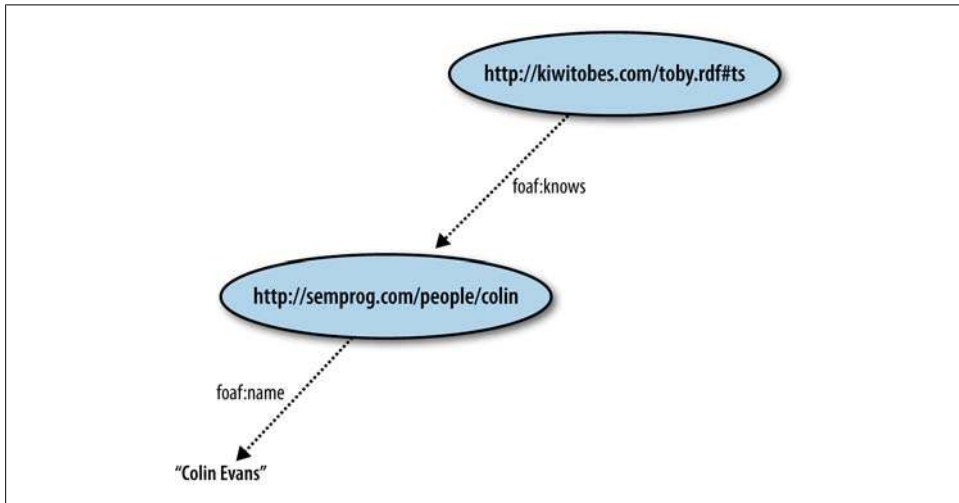 http://kiwitobes.com/toby.rdf#ts
foaf:knows
http://semprog.com/people/colin
foaf:name
“Colin Evans”